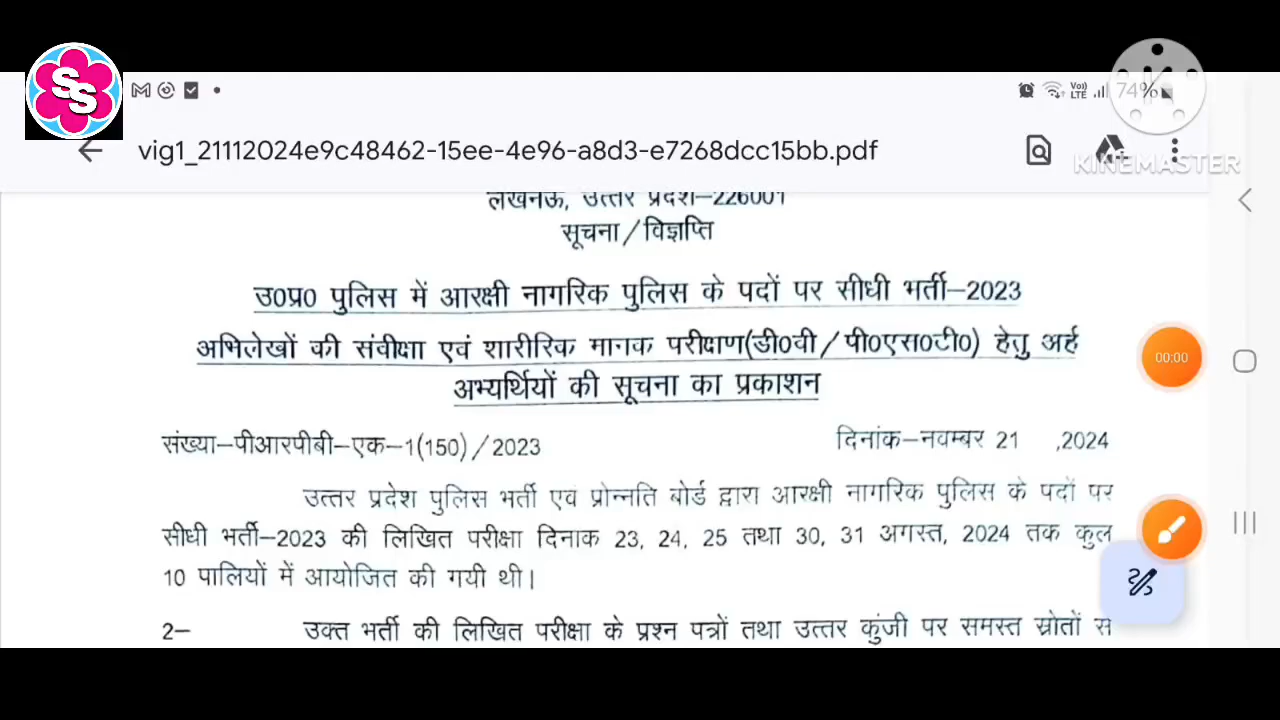 SS
74%
KINEMASTER
vig1_21112024e9c48462-15ee-4e96-a8d3-e7268dcc15bb.pdf
लखनऊ, उत्तर प्रदेश–226001
सूचना/विज्ञप्ति
उ0प्र0 पुलिस में आरक्षी नागरिक पुलिस के पदों पर सीधी भर्ती–2023
अभिलेखों की संवीक्षा एवं शारीरिक मानक परीक्षण(डी0वी/पी0एस0टी0) हेतु अर्ह
अभ्यर्थियों की सूचना का प्रकाशन
00:00
संख्या–पीआरपीबी–एक–1(150)/2023 दिनांक–नवम्बर 21 ,2024
उत्तर प्रदेश पुलिस भर्ती एवं प्रोन्नति बोर्ड द्वारा आरक्षी नागरिक पुलिस के पदों पर
सीधी भर्ती–2023 की लिखित परीक्षा दिनाक 23, 24, 25 तथा 30, 31 अगस्त, 2024 तक कुल
10 पालियों में आयोजित की गयी थी।
2– उक्त भर्ती की लिखित परीक्षा के प्रश्न पत्रों तथा उत्तर कुंजी पर समस्त स्रोतों स